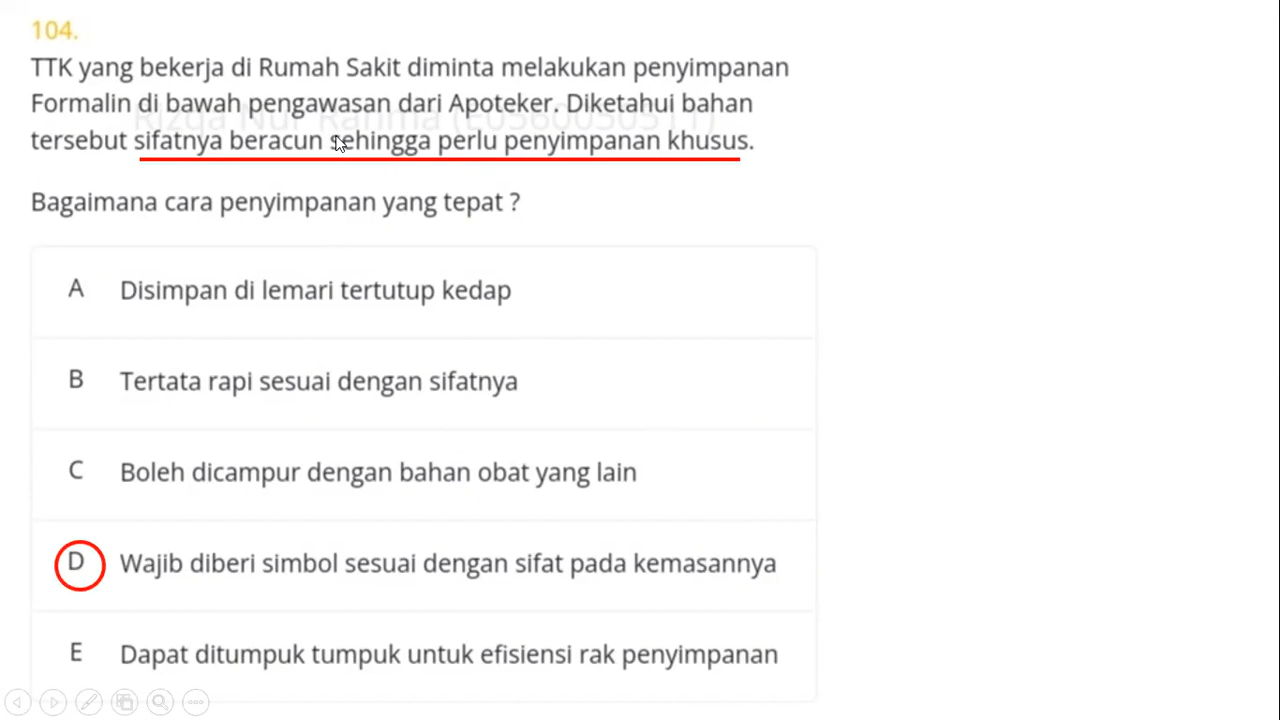 104.
TTK yang bekerja di Rumah Sakit diminta melakukan penyimpanan
Formalin di bawah pengawasan dari Apoteker. Diketahui bahan
Rizqa Nur Rahma
tersebut sifatnya beracun sehingga perlu penyimpanan khusus.
Bagaimana cara penyimpanan yang tepat ?
A Disimpan di lemari tertutup kedap
B Tertata rapi sesuai dengan sifatnya
C Boleh dicampur dengan bahan obat yang lain
D Wajib diberi simbol sesuai dengan sifat pada kemasannya
E Dapat ditumpuk tumpuk untuk efisiensi rak penyimpanan